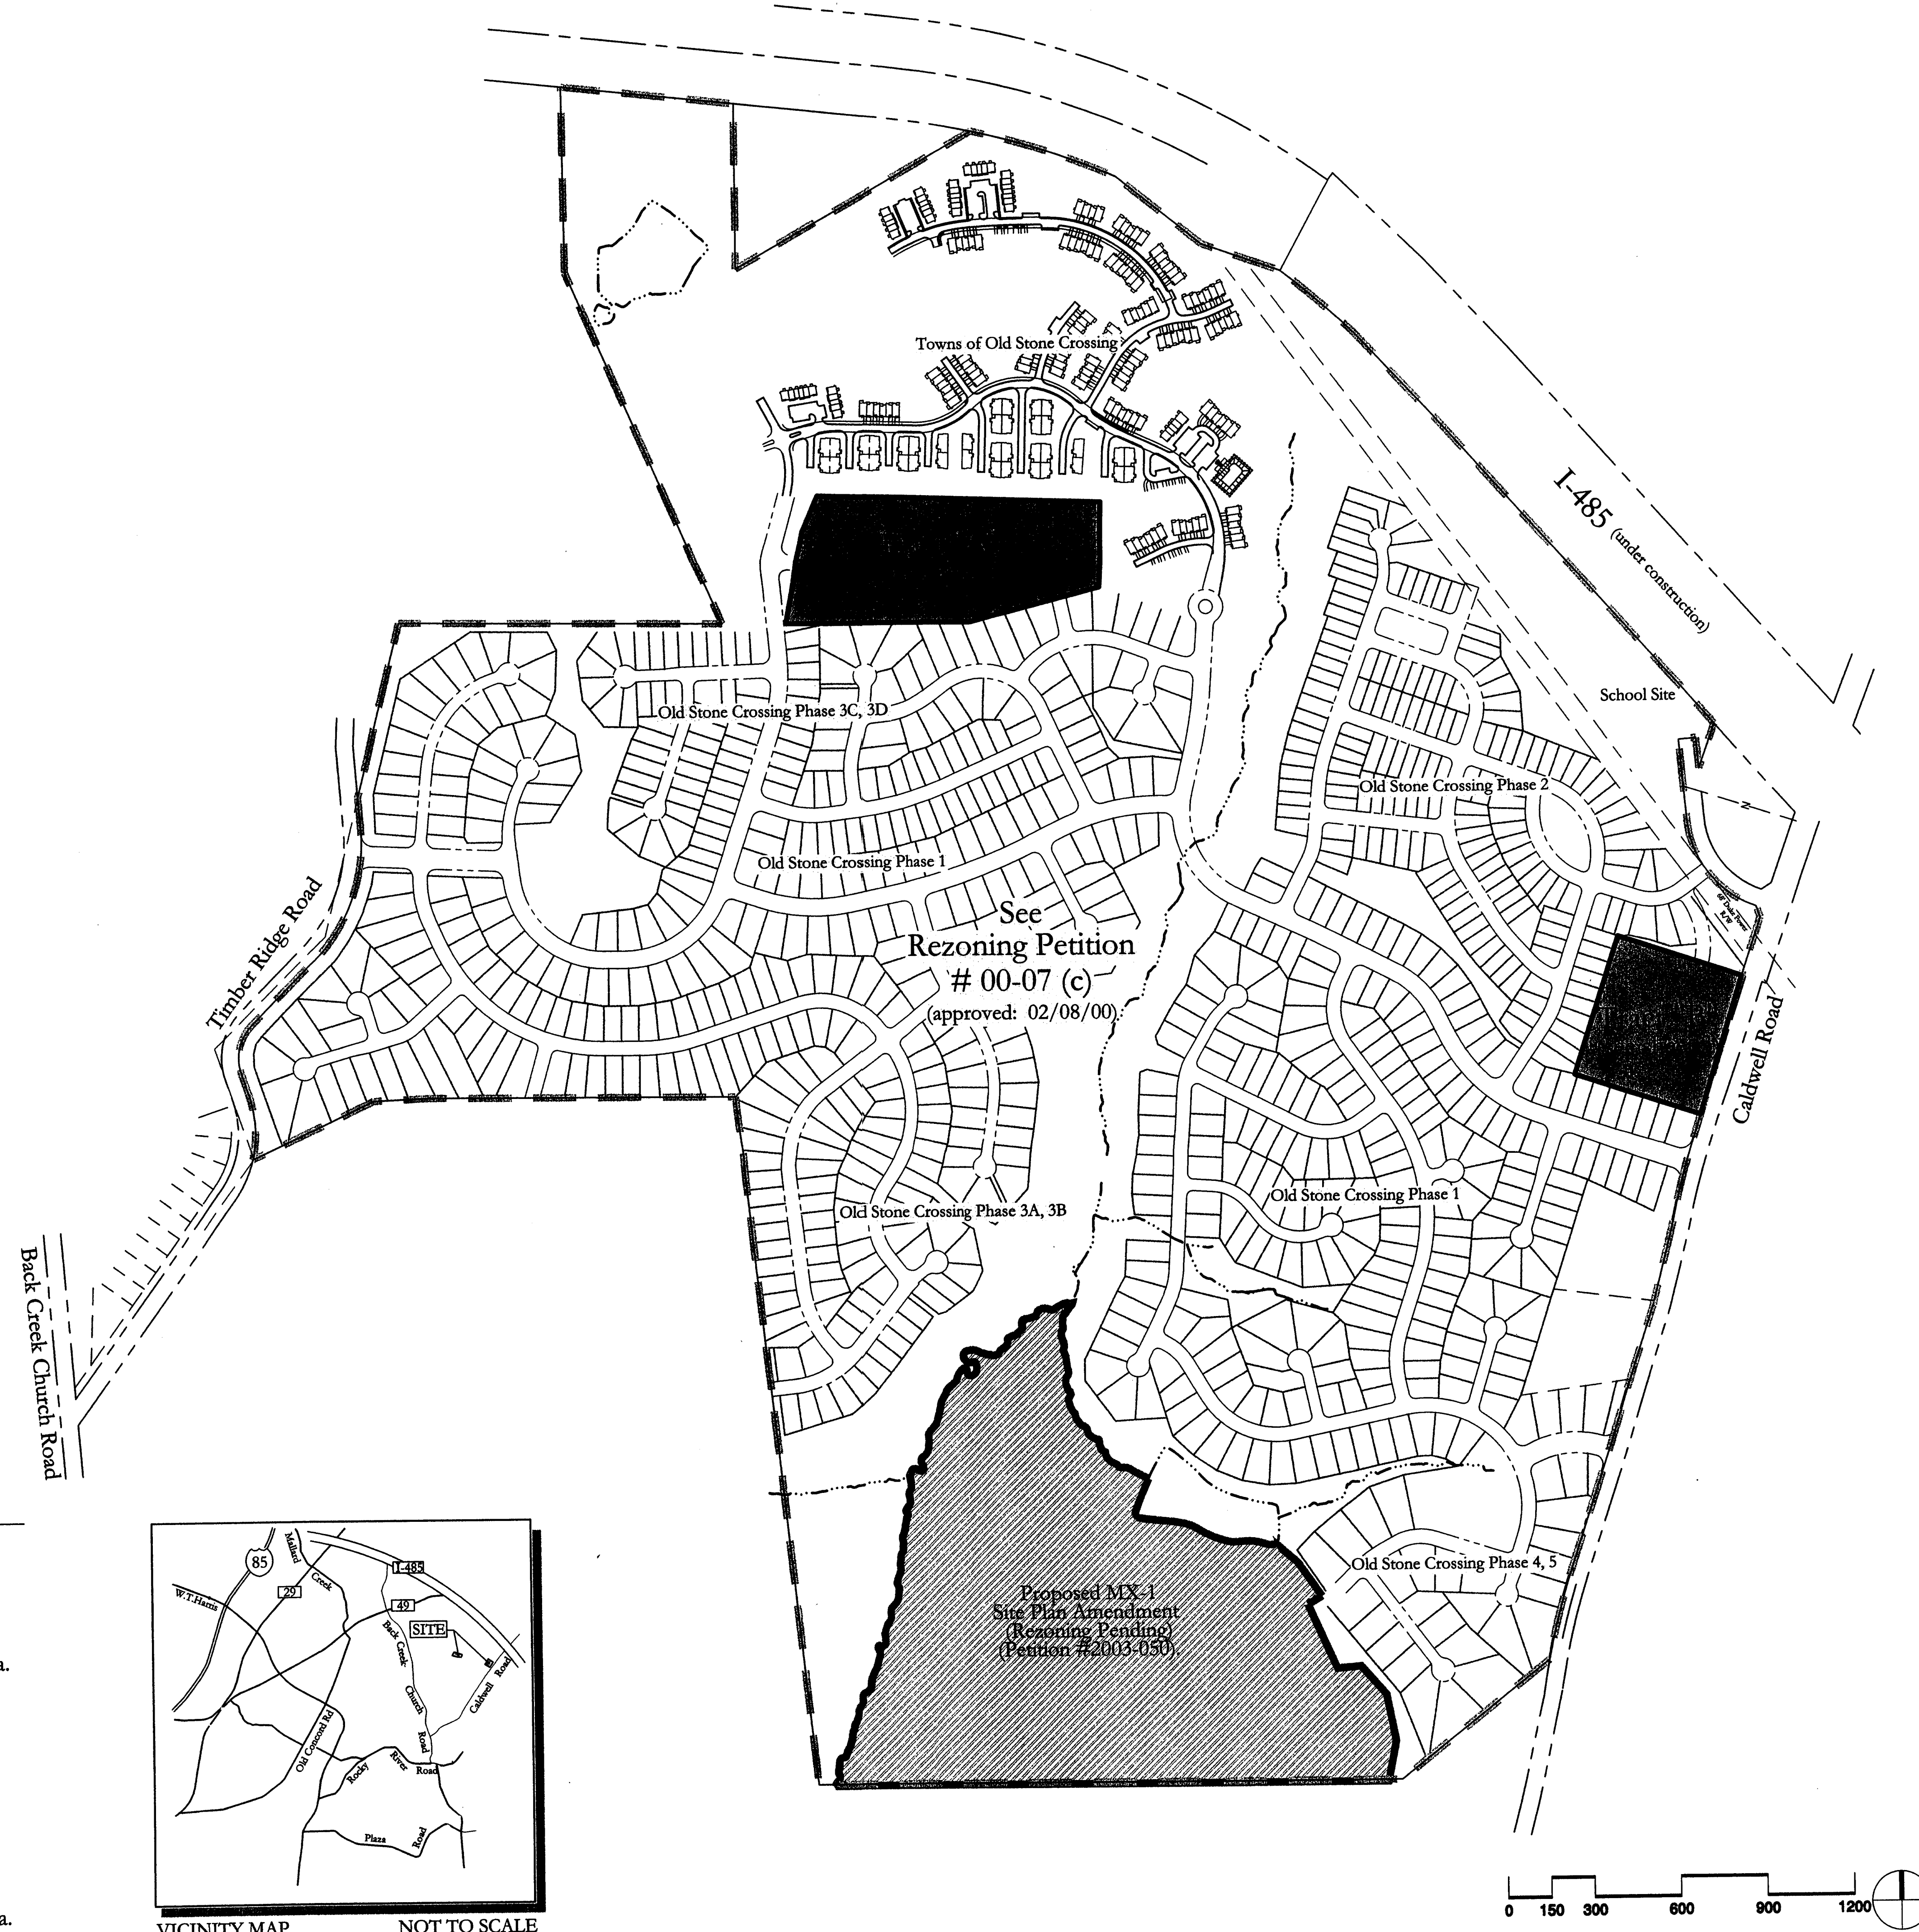 Towns of Old Stone Crossing
I-485 (under construction)
School Site
Old Stone Crossing Phase 3C, 3D
Old Stone Crossing Phase 2
Old Stone Crossing Phase 1
See
Rezoning Petition
# 00-07 (c)
(approved: 02/08/00)
Timber Ridge Road
68' Duke Power
R/W
Caldwell Road
Old Stone Crossing Phase 1
Old Stone Crossing Phase 3A, 3B
Back Creek Church Road
Old Stone Crossing Phase 4, 5
Proposed MX-1
Site Plan Amendment
(Rezoning Pending)
(Petition #2003-050).
85
Mallard
Creek
I-485
29
W.T.Harris
49
SITE
Back Creek
Church
Road
Caldwell
Road
Old Concord Rd
Rocky
River
Road
Plaza
Road
a.
a.
VICINITY MAP
NOT TO SCALE
0 150 300 600 900 1200